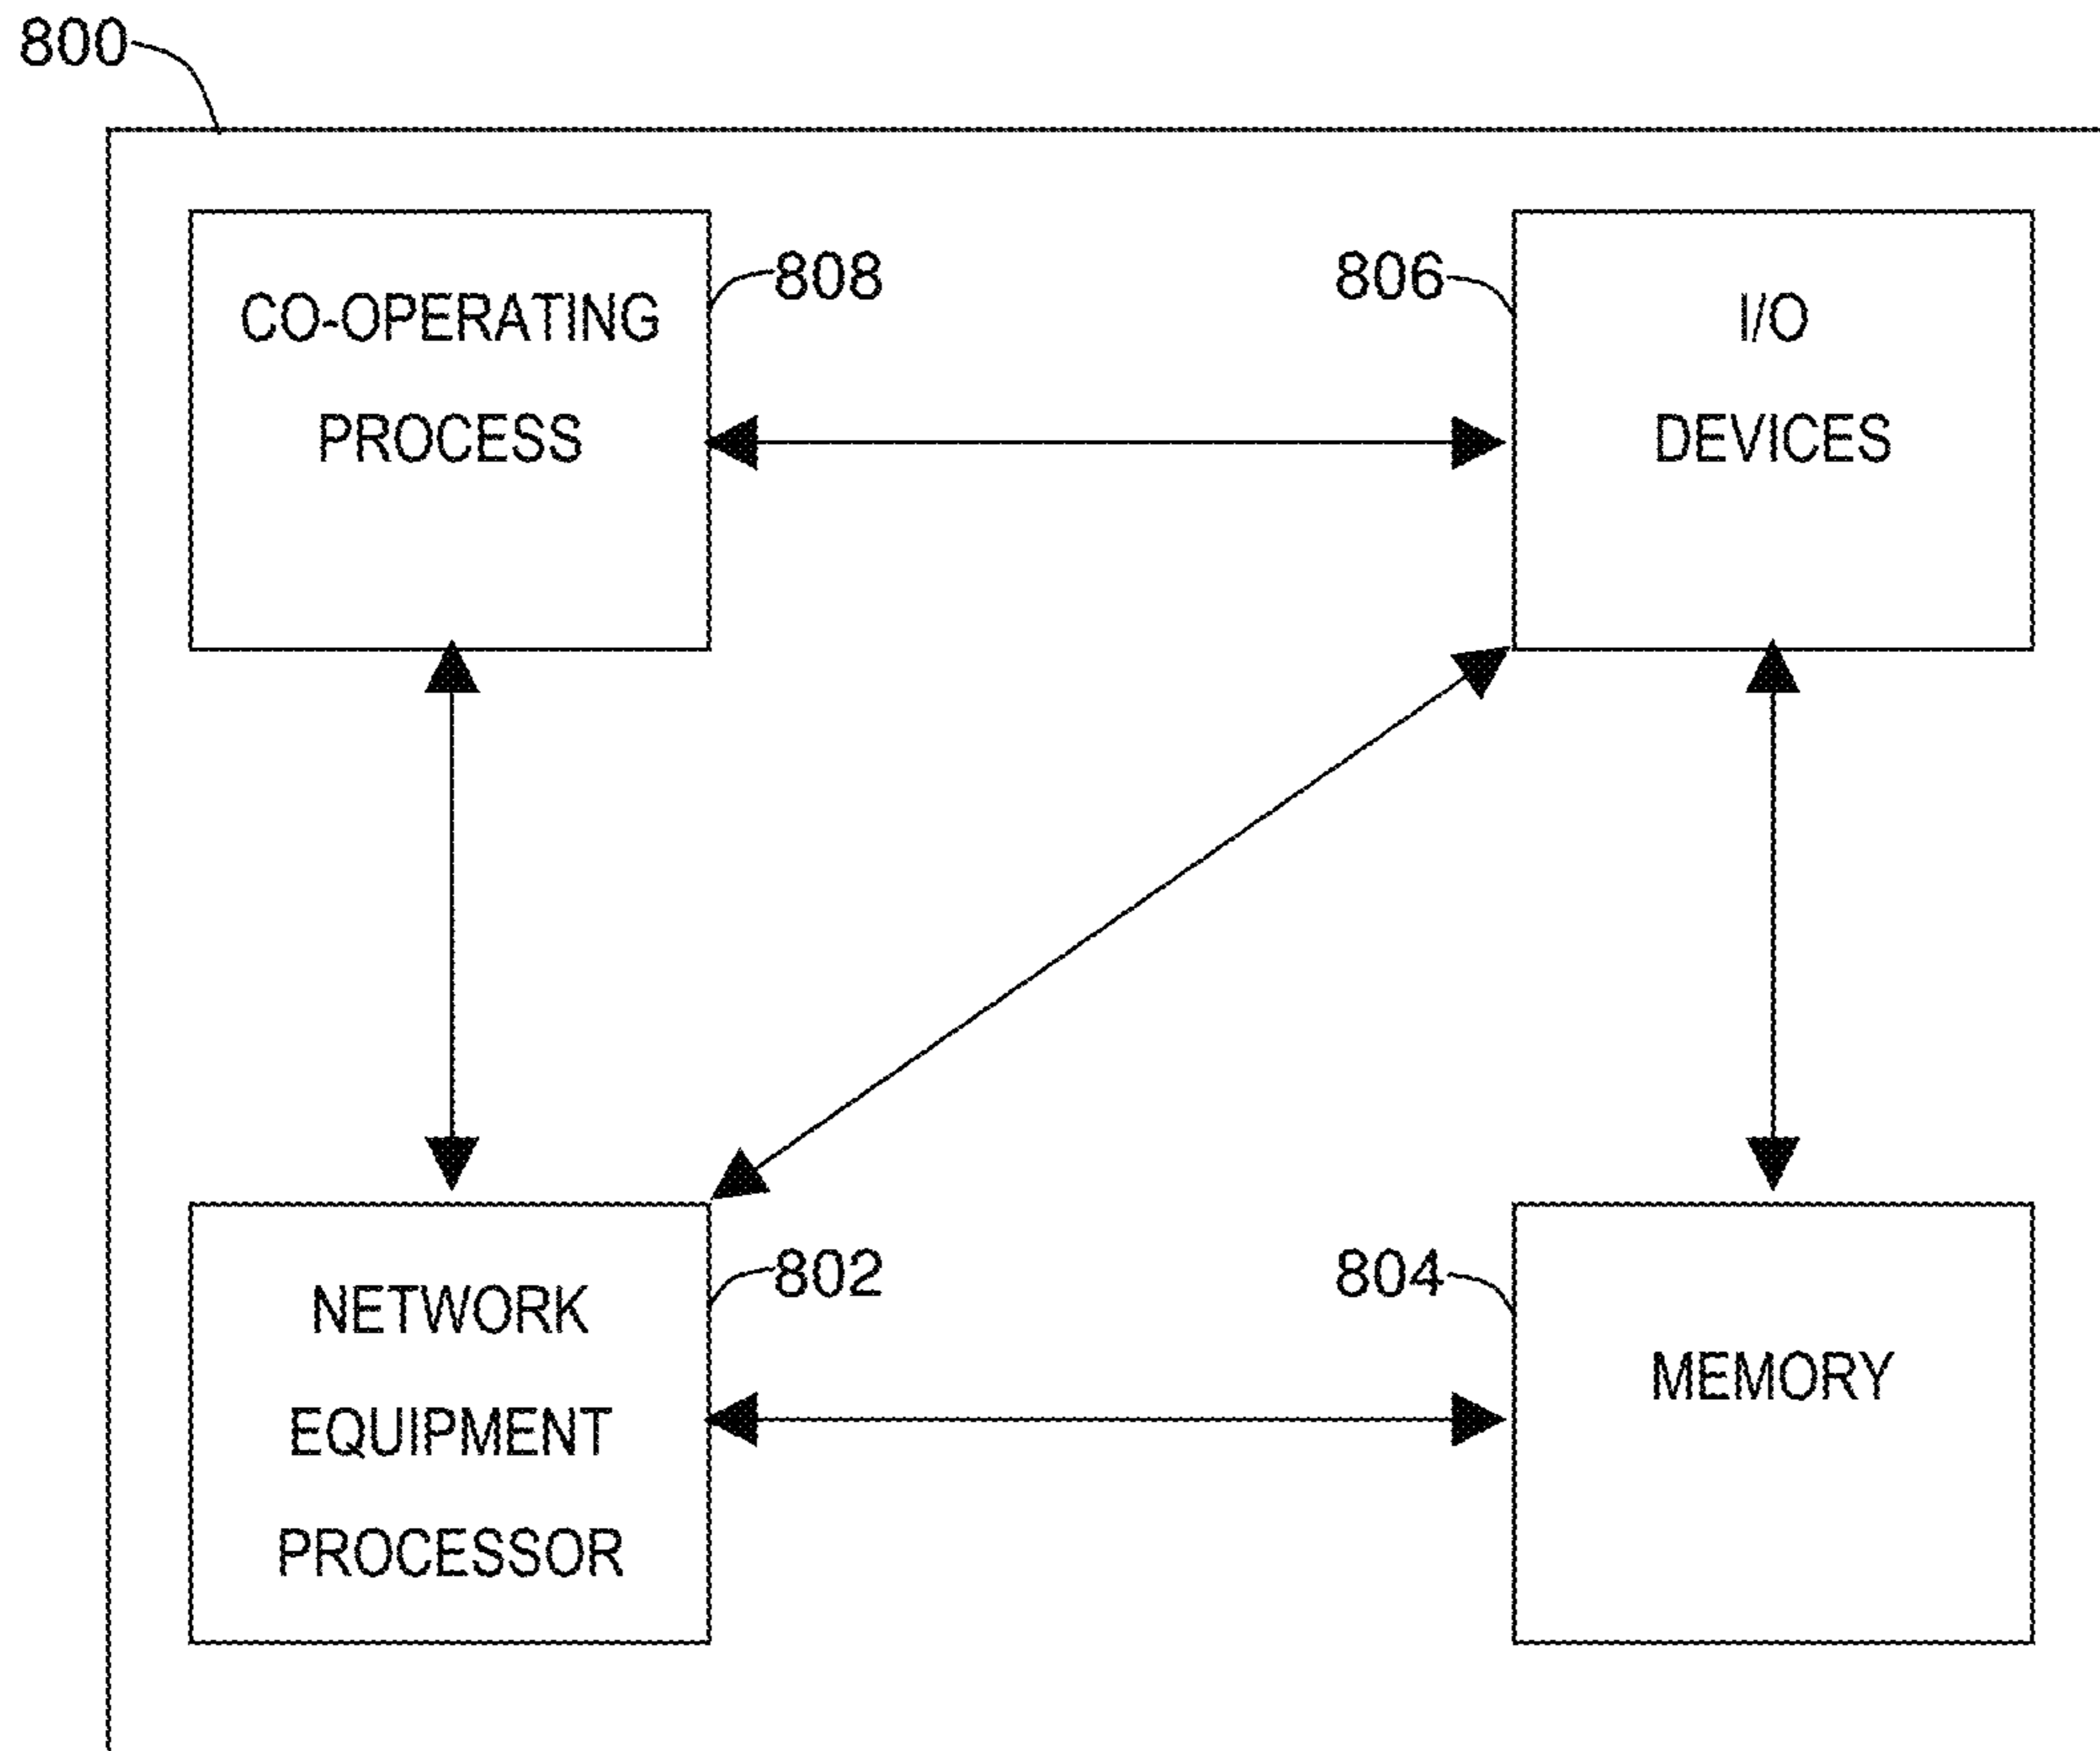 800
CO-OPERATING
PROCESS
808
806
I/O
DEVICES
NETWORK
EQUIPMENT
PROCESSOR
802
804
MEMORY